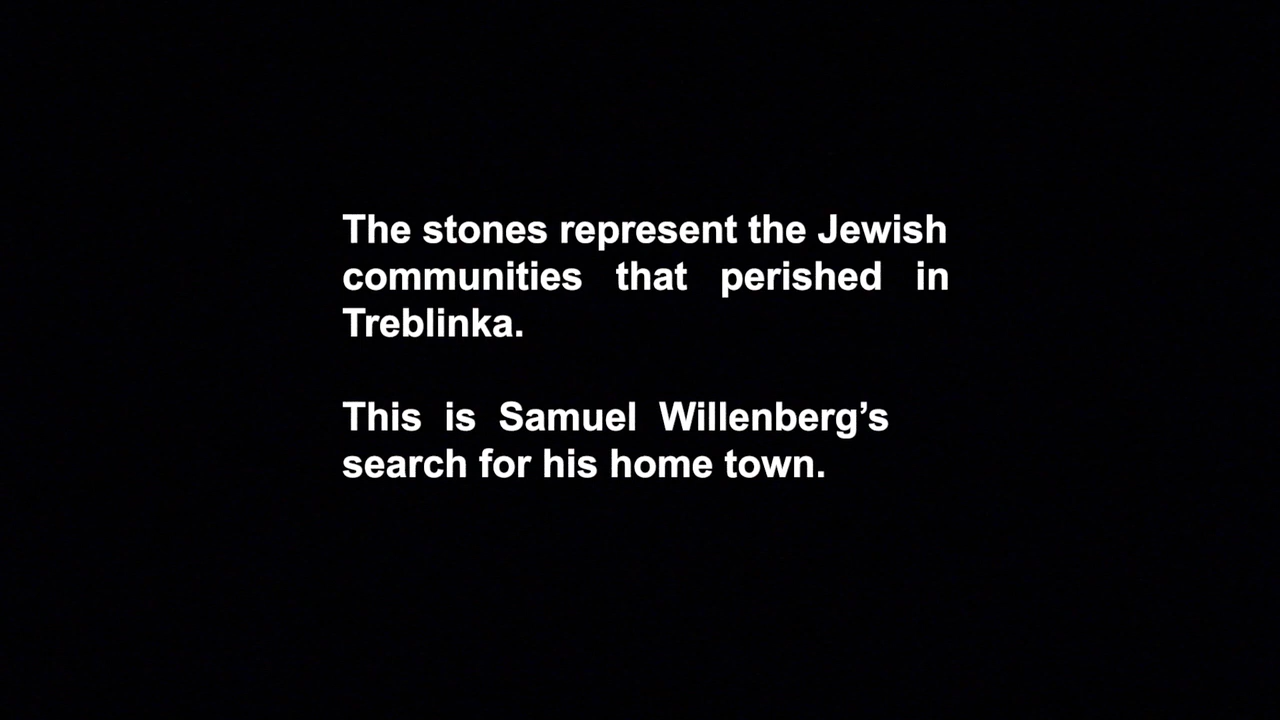 The stones represent the Jewish
communities that perished in
Treblinka.
This is Samuel Willenberg’s
search for his home town.